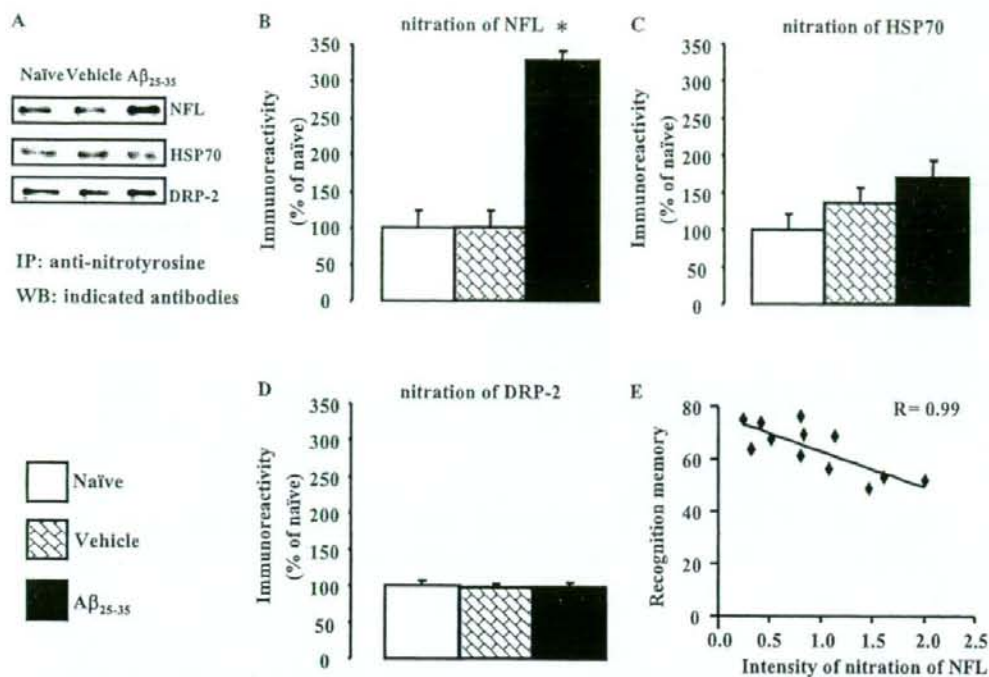 A
Naïve Vehicle Aβ25-35
NFL
HSP70
DRP-2
IP: anti-nitrotyrosine
WB: indicated antibodies
B
nitration of NFL *
Immunoreactivity
(% of naïve)
350
300
250
200
150
100
50
0
C
nitration of HSP70
Immunoreactivity
(% of naïve)
350
300
250
200
150
100
50
0
Naïve
Vehicle
Aβ25-35
D
nitration of DRP-2
Immunoreactivity
(% of naïve)
350
300
250
200
150
100
50
0
E
R= 0.99
Recognition memory
80
60
40
20
0
0.0 0.5 1.0 1.5 2.0 2.5
Intensity of nitration of NFL